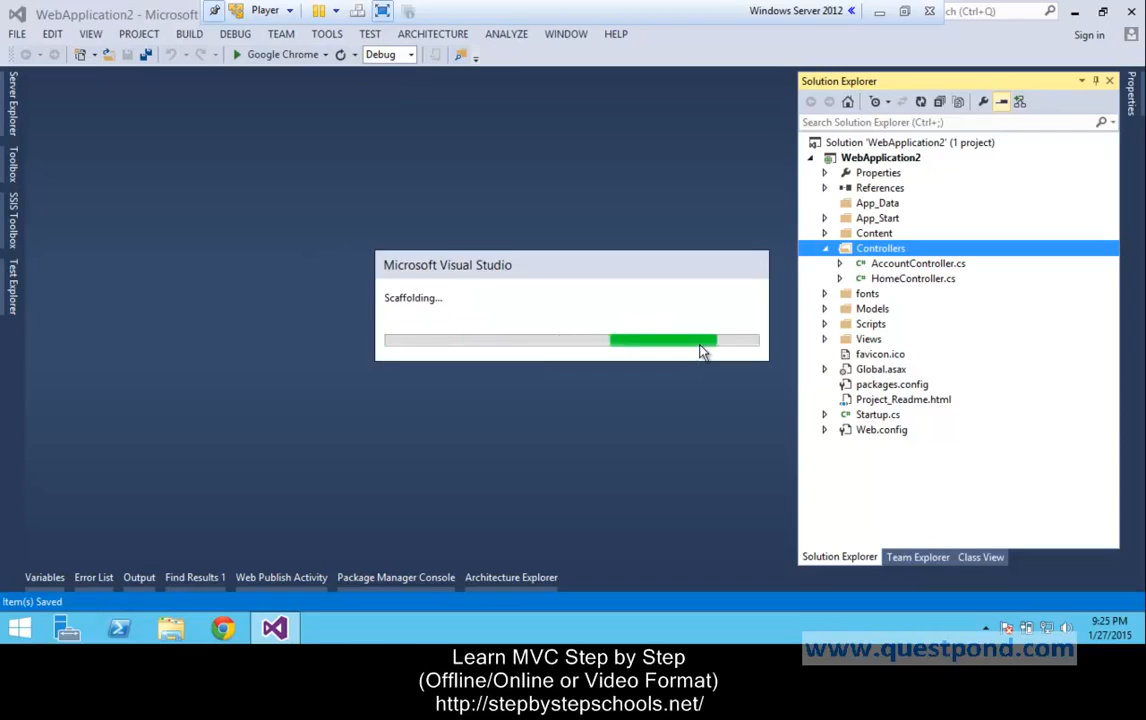 WebApplication2 - Microsoft
Player
Windows Server 2012
ch (Ctrl+Q)
FILE EDIT VIEW PROJECT BUILD DEBUG TEAM TOOLS TEST ARCHITECTURE ANALYZE WINDOW HELP
Sign in
Google Chrome
Debug
Server Explorer
Toolbox
SSIS Toolbox
Test Explorer
Solution Explorer
Properties
Search Solution Explorer (Ctrl+;)
Solution 'WebApplication2' (1 project)
WebApplication2
Properties
References
App_Data
App_Start
Content
Controllers
C# AccountController.cs
C# HomeController.cs
fonts
Models
Scripts
Views
favicon.ico
Global.asax
packages.config
Project_Readme.html
C# Startup.cs
Web.config
Microsoft Visual Studio
Scaffolding...
Solution Explorer Team Explorer Class View
Variables Error List Output Find Results 1 Web Publish Activity Package Manager Console Architecture Explorer
Item(s) Saved
9:25 PM
1/27/2015
www.questpond.com
Learn MVC Step by Step
(Offline/Online or Video Format)
http://stepbystepschools.net/